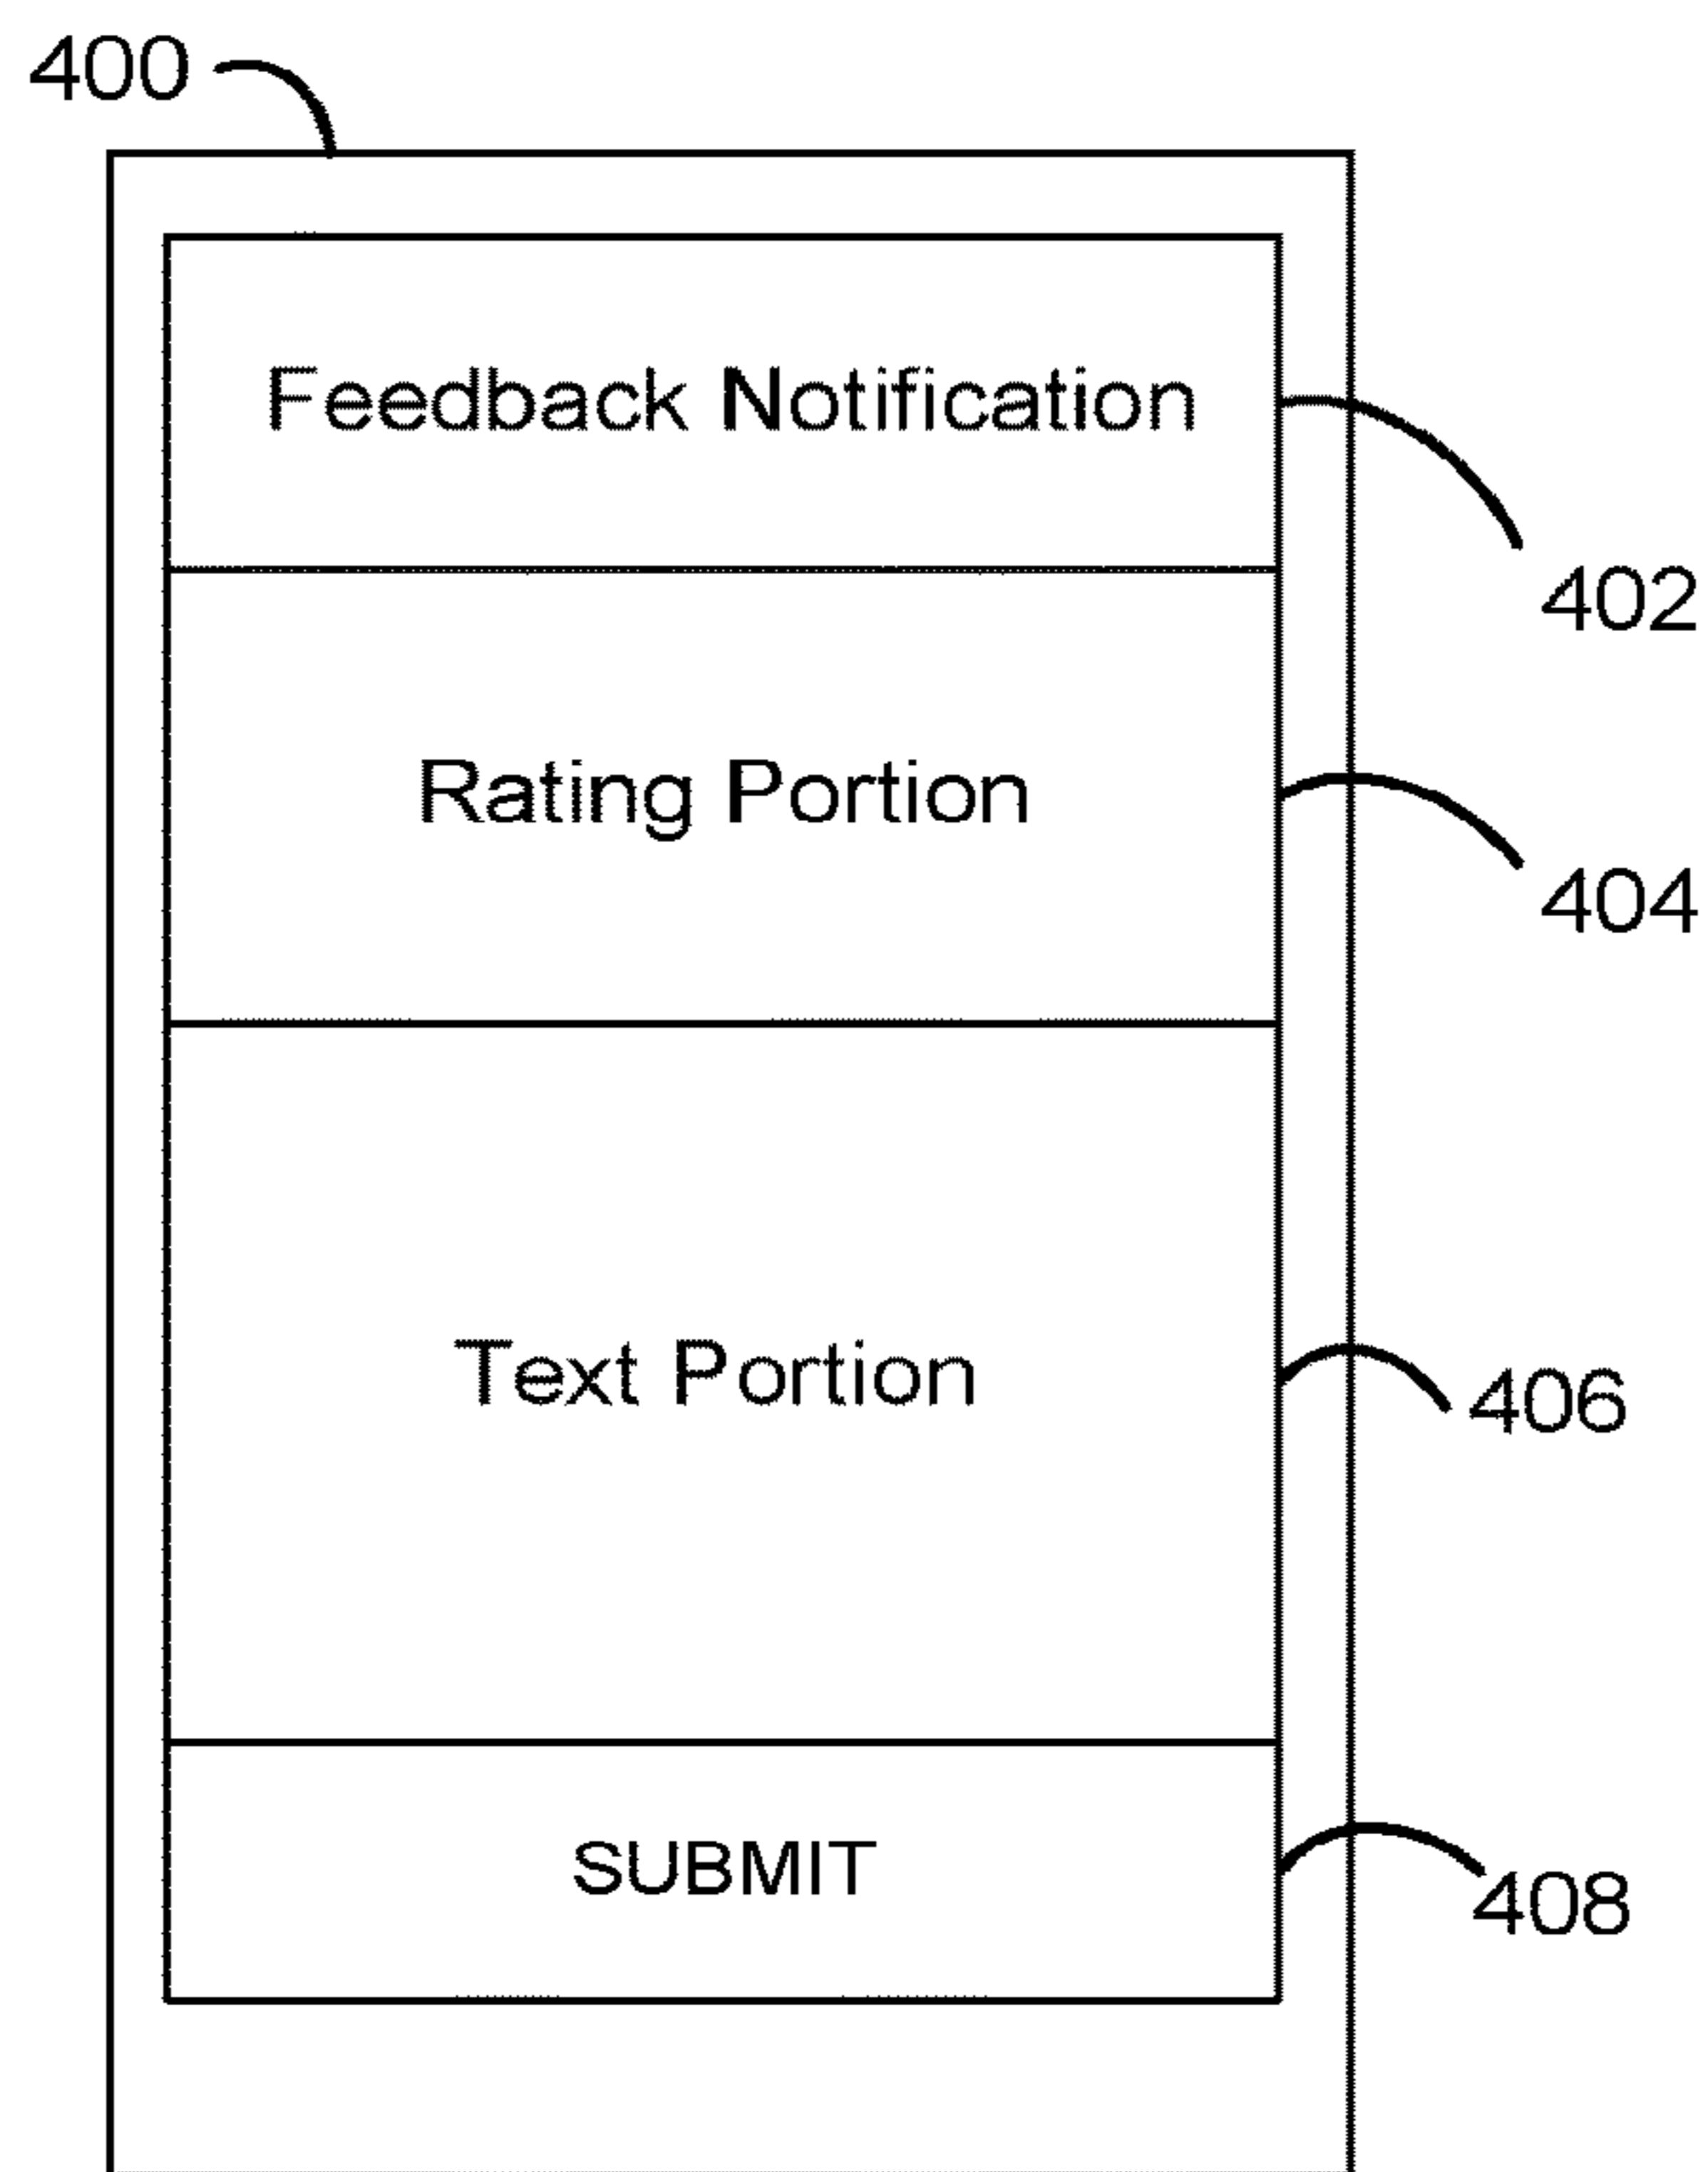 400
Feedback Notification
402
Rating Portion
404
Text Portion
406
SUBMIT
408